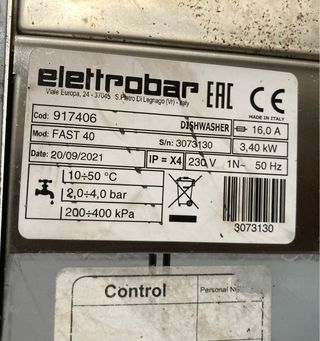 elettrobar EAC CE
Viale Europa, 24 - 37045 S.Pietro Di Legnago (Vr) - Italy
MADE IN ITALY
Cod: 917406 DISHWASHER 16,0 A
Mod: FAST 40 S/n: 3073130 3,40 kW
Date: 20/09/2021 IP = X4 230 V 1N~ 50 Hz
10÷50 °C
2,0÷4,0 bar
200÷400 kPa
3073130
Control Personal